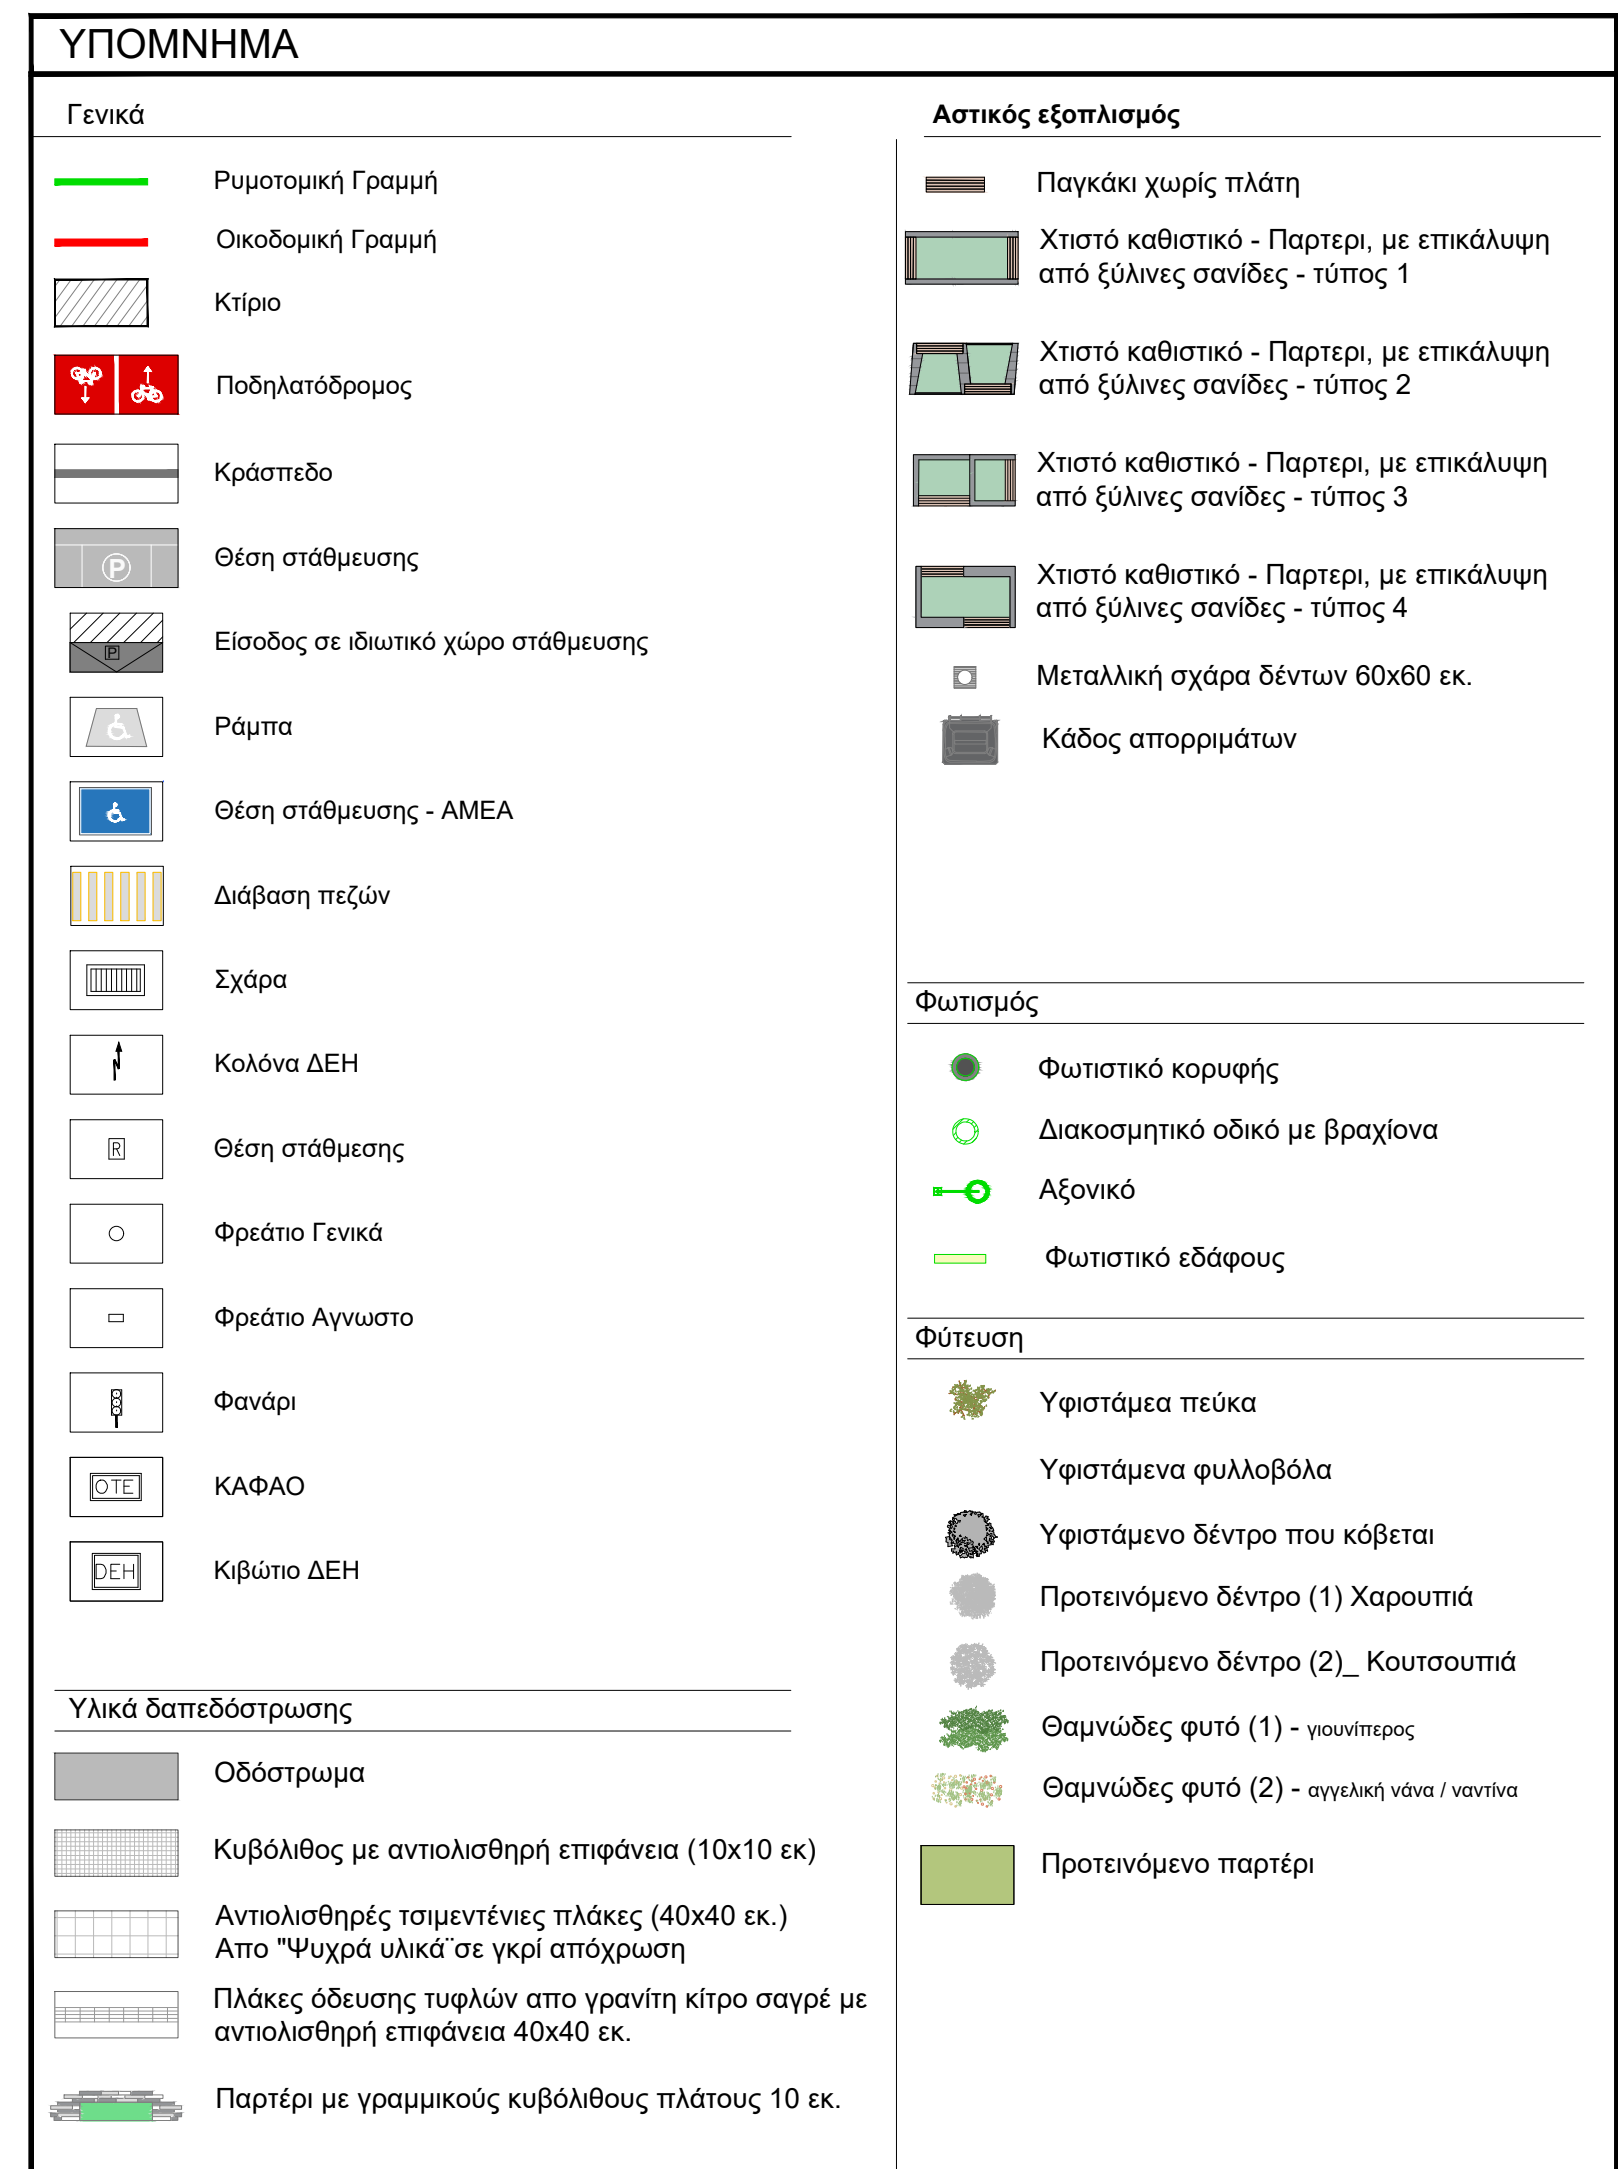 ΥΠΟΜΝΗΜΑ
Γενικά
Ρυμοτομική Γραμμή
Οικοδομική Γραμμή
Κτίριο
Ποδηλατόδρομος
Κράσπεδο
P
Θέση στάθμευσης
P
Είσοδος σε ιδιωτικό χώρο στάθμευσης
Ράμπα
Θέση στάθμευσης - ΑΜΕΑ
Διάβαση πεζών
Σχάρα
Κολόνα ΔΕΗ
R
Θέση στάθμεσης
Φρεάτιο Γενικά
Φρεάτιο Αγνωστο
Φανάρι
OTE
ΚΑΦΑΟ
DEH
Κιβώτιο ΔΕΗ
Υλικά δαπεδόστρωσης
Οδόστρωμα
Κυβόλιθος με αντιολισθηρή επιφάνεια (10x10 εκ)
Αντιολισθηρές τσιμεντένιες πλάκες (40x40 εκ.)
Απο "Ψυχρά υλικά¨σε γκρί απόχρωση
Πλάκες όδευσης τυφλών απο γρανίτη κίτρο σαγρέ με
αντιολισθηρή επιφάνεια 40x40 εκ.
Παρτέρι με γραμμικούς κυβόλιθους πλάτους 10 εκ.
Αστικός εξοπλισμός
Παγκάκι χωρίς πλάτη
Χτιστό καθιστικό - Παρτερι, με επικάλυψη
από ξύλινες σανίδες - τύπος 1
Χτιστό καθιστικό - Παρτερι, με επικάλυψη
από ξύλινες σανίδες - τύπος 2
Χτιστό καθιστικό - Παρτερι, με επικάλυψη
από ξύλινες σανίδες - τύπος 3
Χτιστό καθιστικό - Παρτερι, με επικάλυψη
από ξύλινες σανίδες - τύπος 4
Μεταλλική σχάρα δέντων 60x60 εκ.
Κάδος απορριμάτων
Φωτισμός
Φωτιστικό κορυφής
Διακοσμητικό οδικό με βραχίονα
Αξονικό
Φωτιστικό εδάφους
Φύτευση
Υφιστάμεα πεύκα
Υφιστάμενα φυλλοβόλα
Υφιστάμενο δέντρο που κόβεται
Προτεινόμενο δέντρο (1) Χαρουπιά
Προτεινόμενο δέντρο (2)_ Κουτσουπιά
Θαμνώδες φυτό (1) - γιουνίπερος
Θαμνώδες φυτό (2) - αγγελική νάνα / ναντίνα
Προτεινόμενο παρτέρι